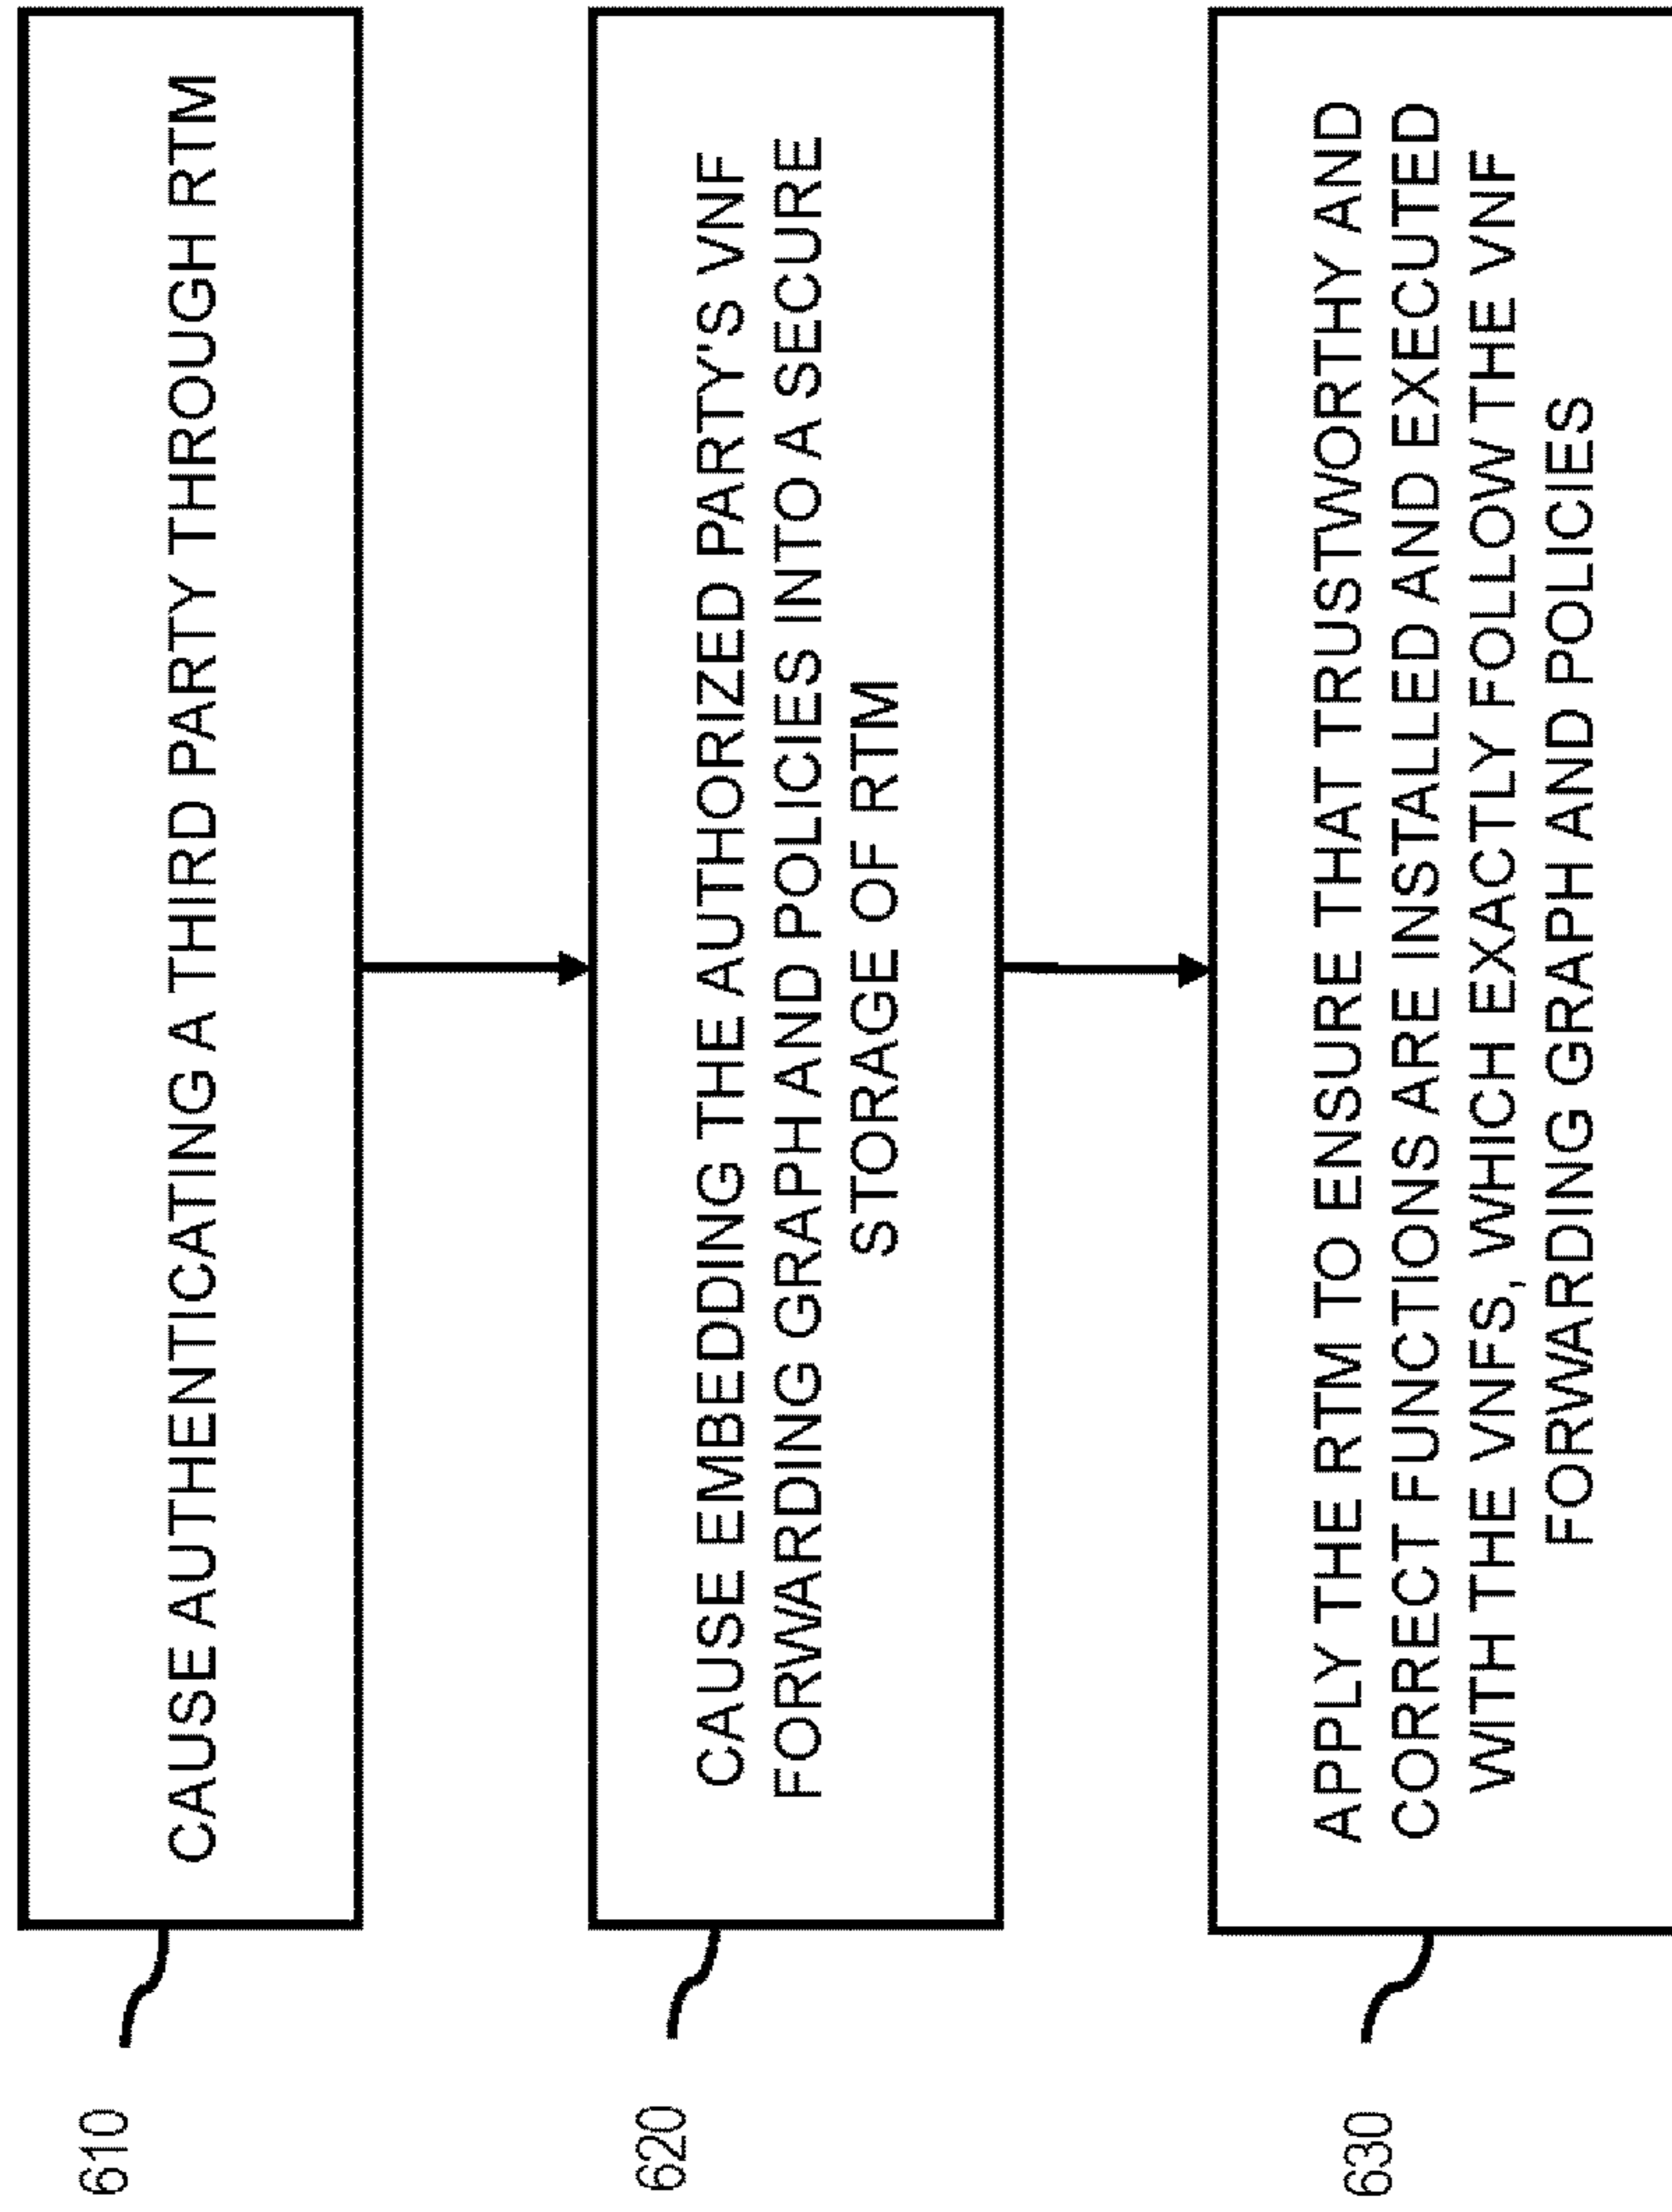 610
CAUSE AUTHENTICATING A THIRD PARTY THROUGH RTM
620
CAUSE EMBEDDING THE AUTHORIZED PARTY'S VNF
FORWARDING GRAPH AND POLICIES INTO A SECURE
STORAGE OF RTM
630
APPLY THE RTM TO ENSURE THAT TRUSTWORTHY AND
CORRECT FUNCTIONS ARE INSTALLED AND EXECUTED
WITH THE VNFS, WHICH EXACTLY FOLLOW THE VNF
FORWARDING GRAPH AND POLICIES